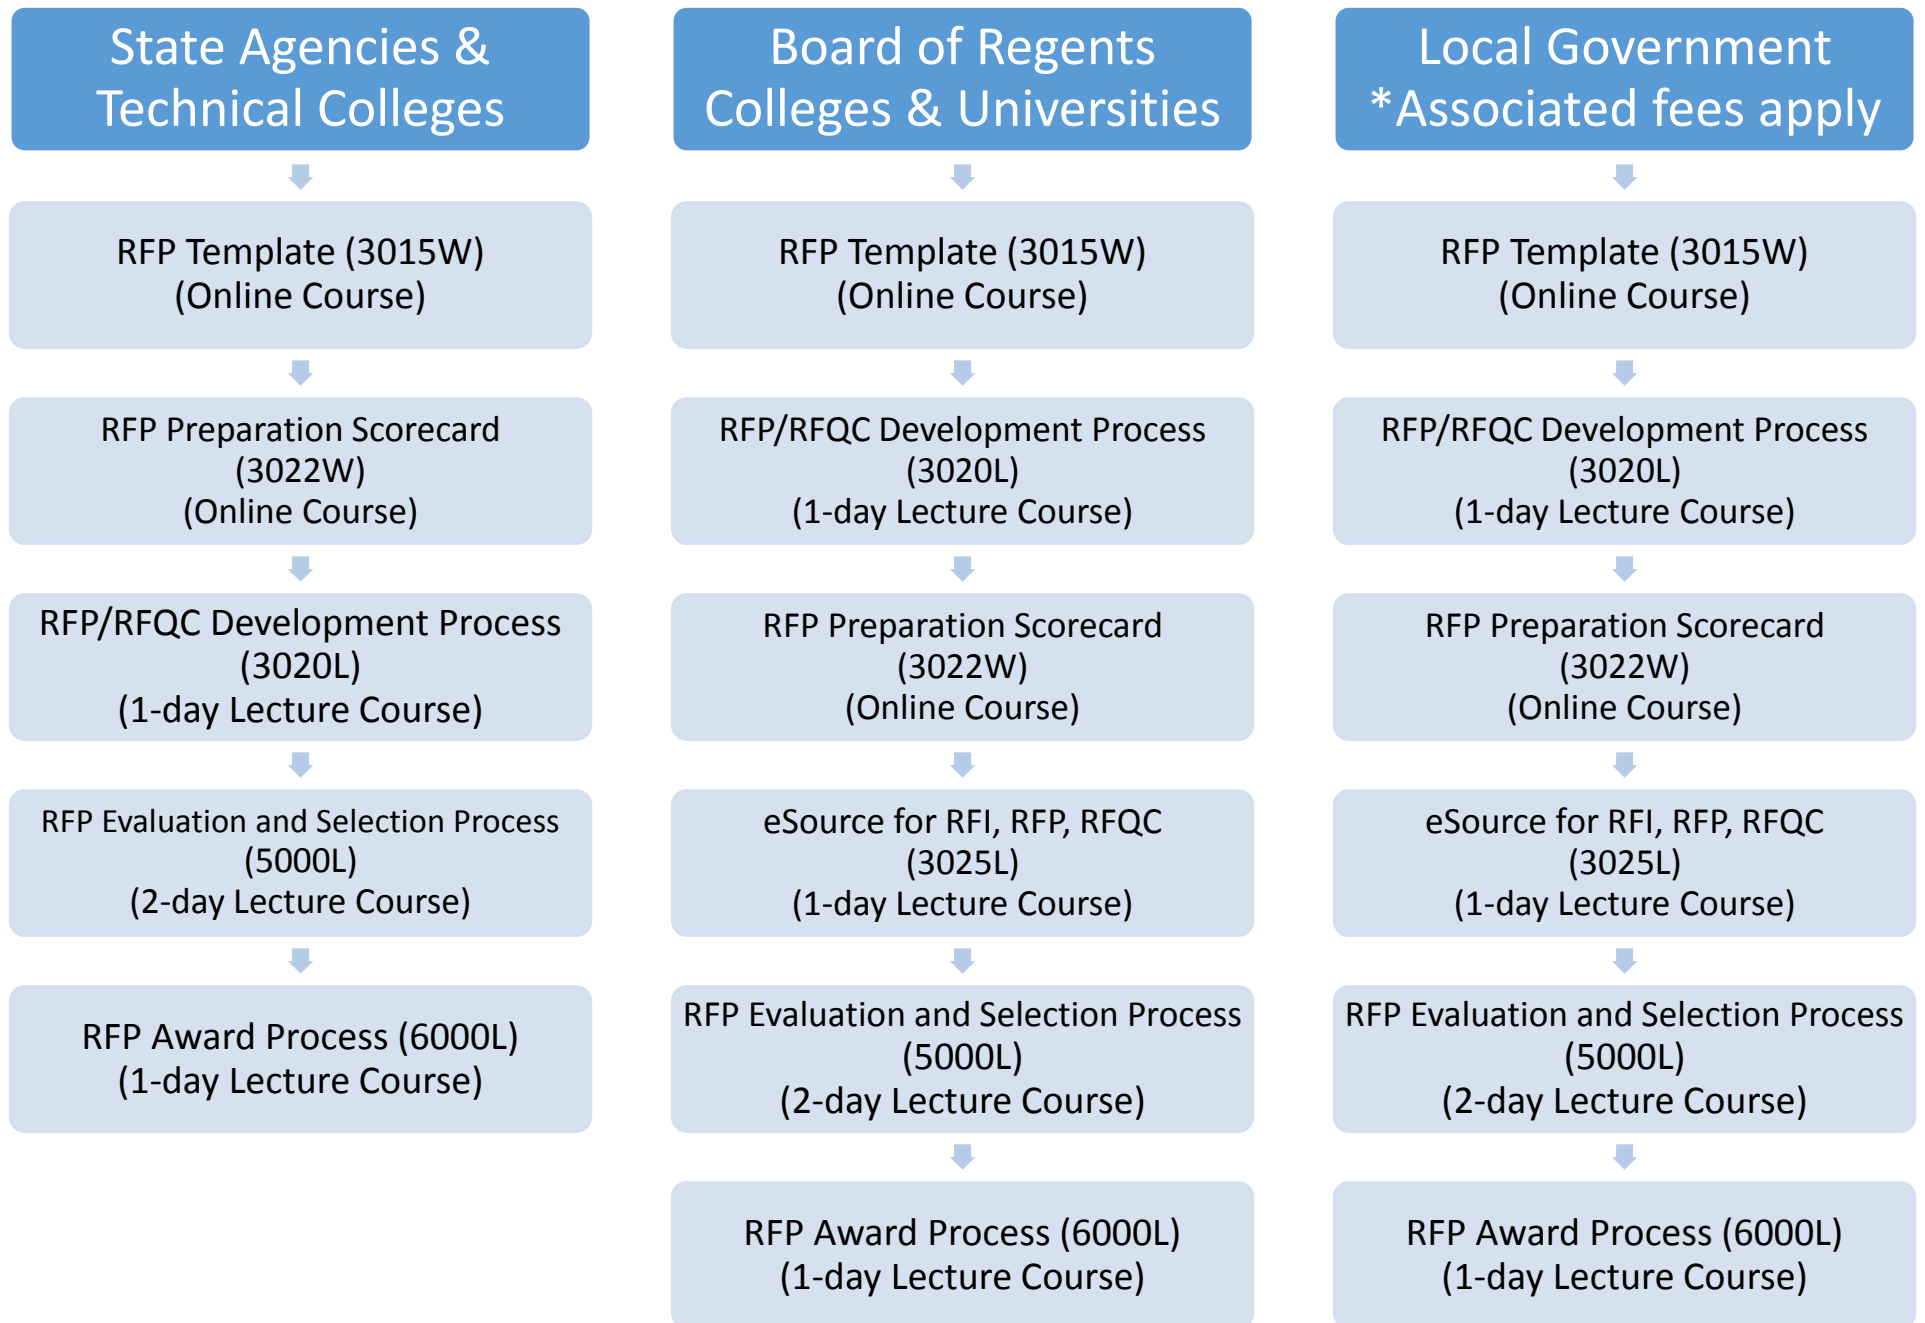 State Agencies &
Technical Colleges
RFP Template (3015W)
(Online Course)
RFP Preparation Scorecard
(3022W)
(Online Course)
RFP/RFQC Development Process
(3020L)
(1-day Lecture Course)
RFP Evaluation and Selection Process
(5000L)
(2-day Lecture Course)
RFP Award Process (6000L)
(1-day Lecture Course)
Board of Regents
Colleges & Universities
RFP Template (3015W)
(Online Course)
RFP/RFQC Development Process
(3020L)
(1-day Lecture Course)
RFP Preparation Scorecard
(3022W)
(Online Course)
eSource for RFI, RFP, RFQC
(3025L)
(1-day Lecture Course)
RFP Evaluation and Selection Process
(5000L)
(2-day Lecture Course)
RFP Award Process (6000L)
(1-day Lecture Course)
Local Government
*Associated fees apply
RFP Template (3015W)
(Online Course)
RFP/RFQC Development Process
(3020L)
(1-day Lecture Course)
RFP Preparation Scorecard
(3022W)
(Online Course)
eSource for RFI, RFP, RFQC
(3025L)
(1-day Lecture Course)
RFP Evaluation and Selection Process
(5000L)
(2-day Lecture Course)
RFP Award Process (6000L)
(1-day Lecture Course)